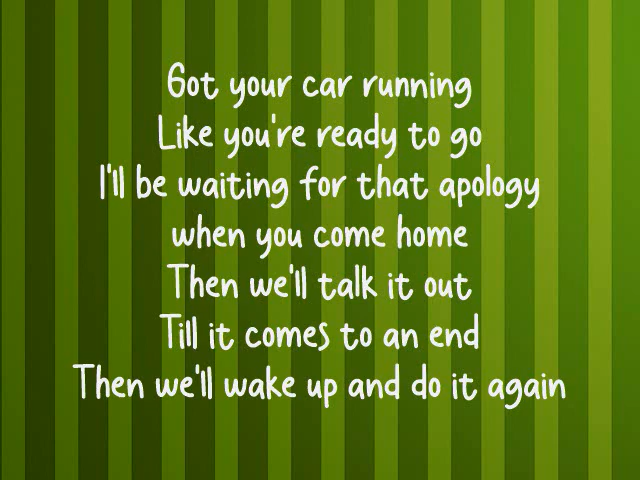 Got your car running
Like you're ready to go
I'll be waiting for that apology
when you come home
Then we'll talk it out
Till it comes to an end
Then we'll wake up and do it again